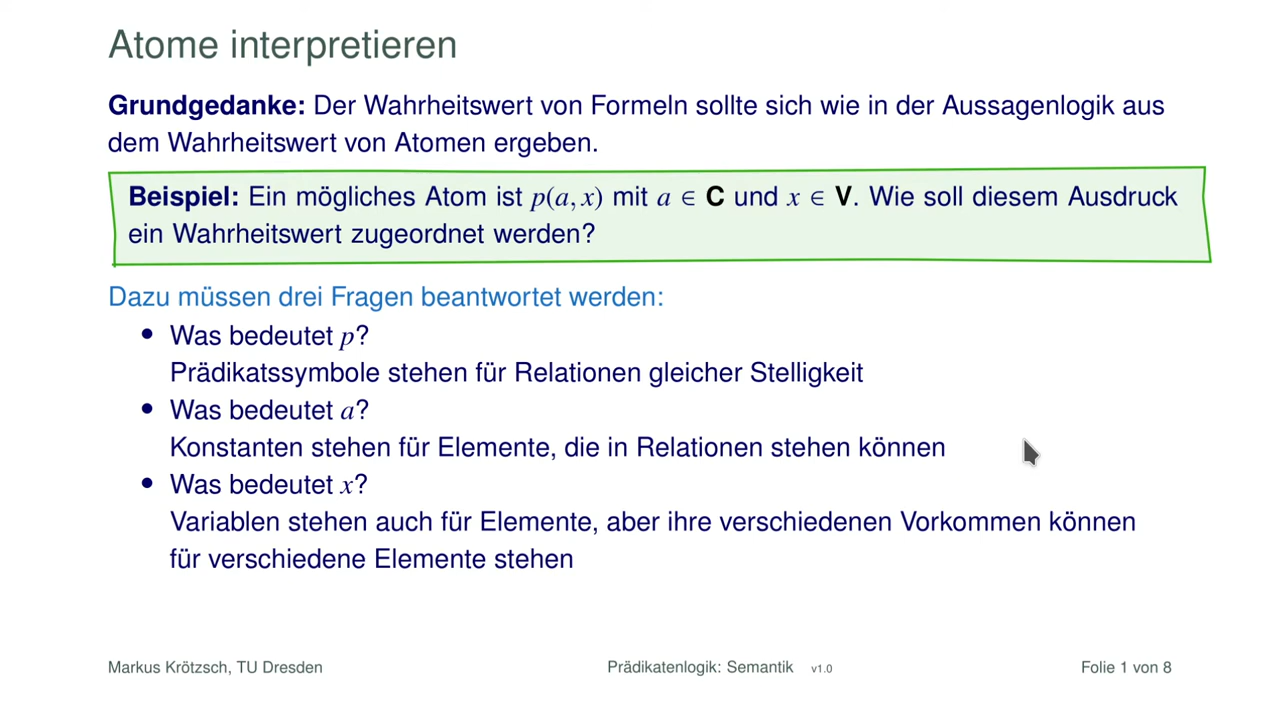 Atome interpretieren
Grundgedanke: Der Wahrheitswert von Formeln sollte sich wie in der Aussagenlogik aus
dem Wahrheitswert von Atomen ergeben.
Beispiel: Ein mögliches Atom ist p(a, x) mit a ∈ C und x ∈ V. Wie soll diesem Ausdruck
ein Wahrheitswert zugeordnet werden?
Dazu müssen drei Fragen beantwortet werden:
• Was bedeutet p?
Prädikatssymbole stehen für Relationen gleicher Stelligkeit
• Was bedeutet a?
Konstanten stehen für Elemente, die in Relationen stehen können
• Was bedeutet x?
Variablen stehen auch für Elemente, aber ihre verschiedenen Vorkommen können
für verschiedene Elemente stehen
Markus Krötzsch, TU Dresden Prädikatenlogik: Semantik v1.0 Folie 1 von 8